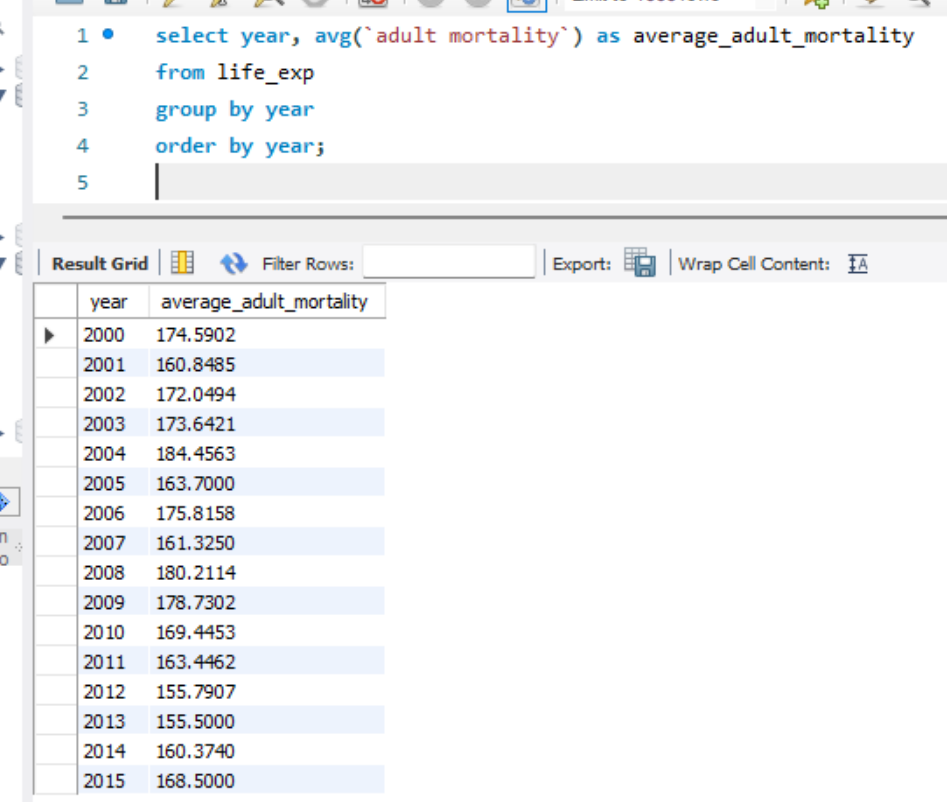 1 select year, avg(`adult mortality`) as average_adult_mortality
2 from life_exp
3 group by year
4 order by year;
5
Result Grid Filter Rows: Export: Wrap Cell Content:
year average_adult_mortality
2000 174.5902
2001 160.8485
2002 172.0494
2003 173.6421
2004 184.4563
2005 163.7000
2006 175.8158
2007 161.3250
2008 180.2114
2009 178.7302
2010 169.4453
2011 163.4462
2012 155.7907
2013 155.5000
2014 160.3740
2015 168.5000